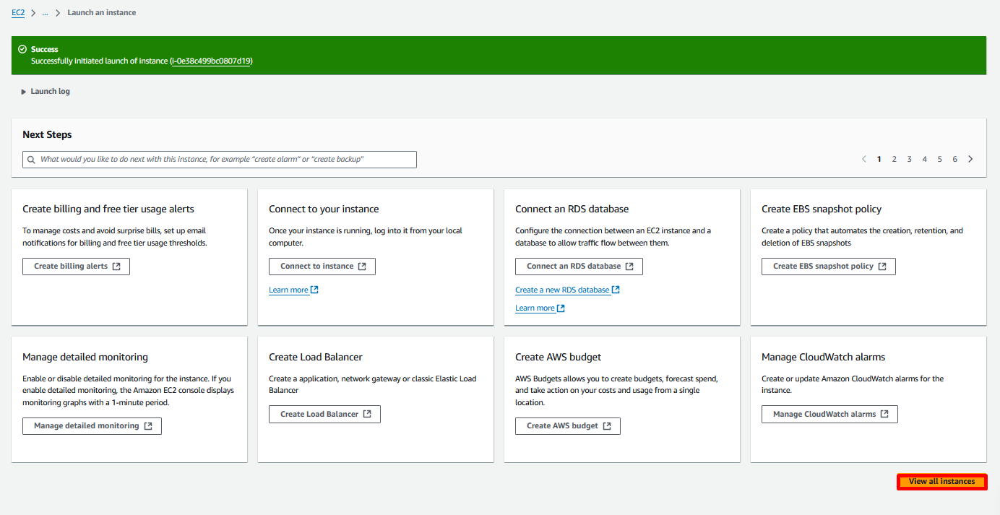 EC2 > ... > Launch an instance
Success
Successfully initiated launch of instance (i-0e38c499bc0807d19)
Launch log
Next Steps
What would you like to do next with this instance, for example “create alarm” or “create backup”
1 2 3 4 5 6
Create billing and free tier usage alerts
To manage costs and avoid surprise bills, set up email
notifications for billing and free tier usage thresholds.
Create billing alerts
Connect to your instance
Once your instance is running, log into it from your local
computer.
Connect to instance
Learn more
Connect an RDS database
Configure the connection between an EC2 instance and a
database to allow traffic flow between them.
Connect an RDS database
Create a new RDS database
Learn more
Create EBS snapshot policy
Create a policy that automates the creation, retention, and
deletion of EBS snapshots
Create EBS snapshot policy
Manage detailed monitoring
Enable or disable detailed monitoring for the instance. If you
enable detailed monitoring, the Amazon EC2 console displays
monitoring graphs with a 1-minute period.
Manage detailed monitoring
Create Load Balancer
Create a application, network gateway or classic Elastic Load
Balancer
Create Load Balancer
Create AWS budget
AWS Budgets allows you to create budgets, forecast spend,
and take action on your costs and usage from a single
location.
Create AWS budget
Manage CloudWatch alarms
Create or update Amazon CloudWatch alarms for the
instance.
Manage CloudWatch alarms
View all instances